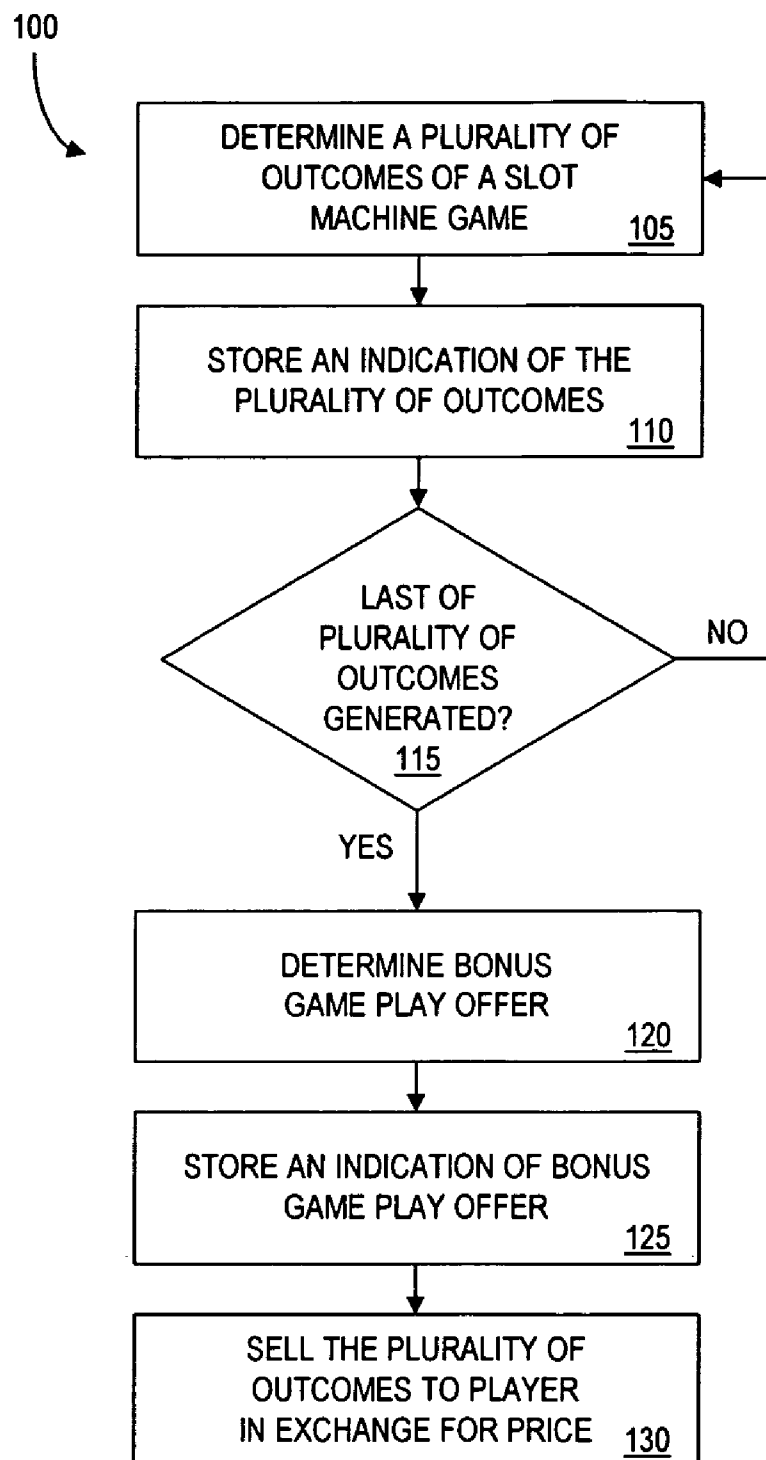 100
DETERMINE A PLURALITY OF
OUTCOMES OF A SLOT
MACHINE GAME
105
STORE AN INDICATION OF THE
PLURALITY OF OUTCOMES
110
LAST OF
PLURALITY OF
OUTCOMES
GENERATED?
115
NO
YES
DETERMINE BONUS
GAME PLAY OFFER
120
STORE AN INDICATION OF BONUS
GAME PLAY OFFER
125
SELL THE PLURALITY OF
OUTCOMES TO PLAYER
IN EXCHANGE FOR PRICE
130